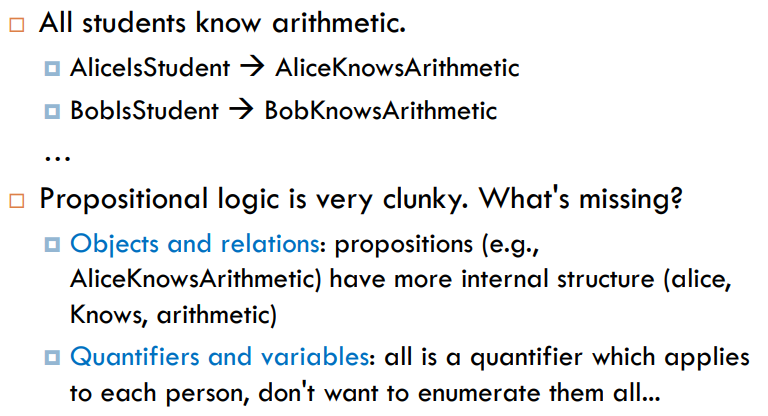 All students know arithmetic.
AliceIsStudent → AliceKnowsArithmetic
BobIsStudent → BobKnowsArithmetic
...
Propositional logic is very clunky. What's missing?
Objects and relations: propositions (e.g.,
AliceKnowsArithmetic) have more internal structure (alice,
Knows, arithmetic)
Quantifiers and variables: all is a quantifier which applies
to each person, don't want to enumerate them all...